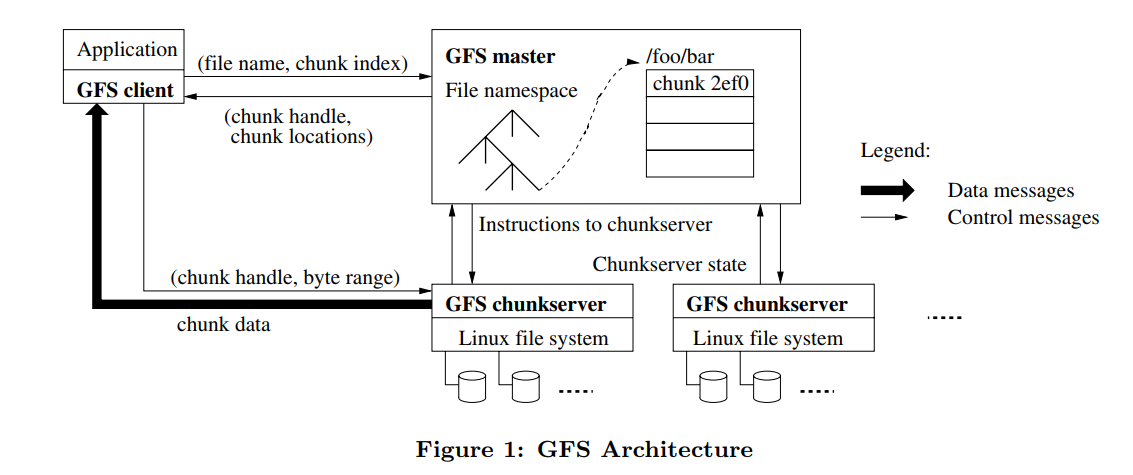 Application
GFS client
(file name, chunk index)
(chunk handle,
chunk locations)
GFS master
File namespace
/foo/bar
chunk 2ef0
Legend:
Data messages
Control messages
Instructions to chunkserver
Chunkserver state
(chunk handle, byte range)
chunk data
GFS chunkserver
Linux file system
GFS chunkserver
Linux file system
Figure 1: GFS Architecture